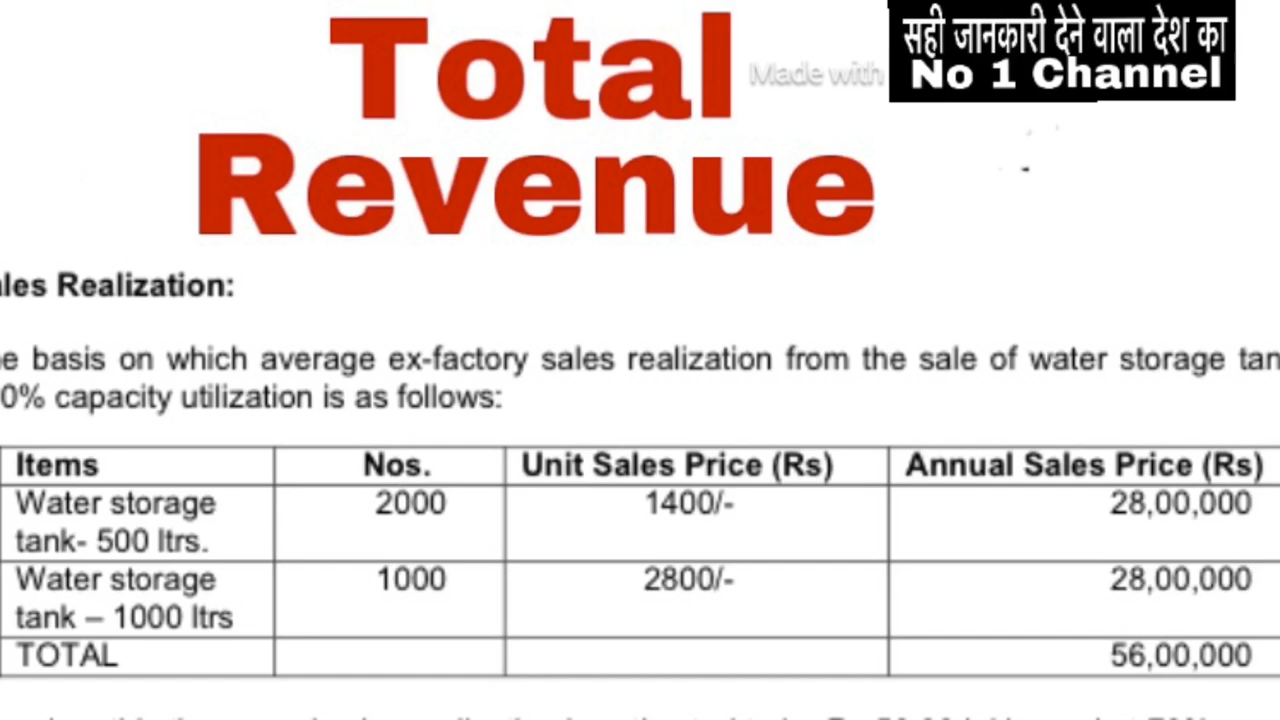 Total
Revenue
Made with
सही जानकारी देने वाला देश का
No 1 Channel
ales Realization:
e basis on which average ex-factory sales realization from the sale of water storage tan
0% capacity utilization is as follows:
Items Nos. Unit Sales Price (Rs) Annual Sales Price (Rs)
Water storage 2000 1400/- 28,00,000
tank- 500 ltrs.
Water storage 1000 2800/- 28,00,000
tank – 1000 ltrs
TOTAL 56,00,000